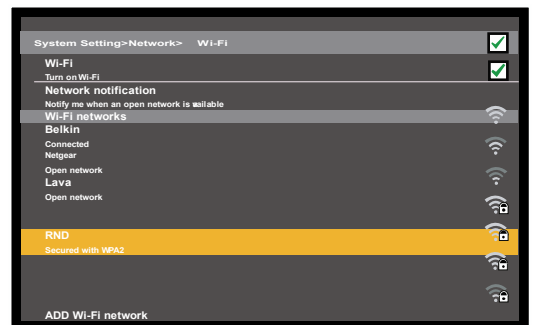 System Setting>Network> Wi-Fi
Wi-Fi
Turn on Wi-Fi
Network notification
Notify me when an open network is wailable
Wi-Fi networks
Belkin
Connected
Netgear
Open network
Lava
Open network
RND
Secured with WPA2
ADD Wi-Fi network